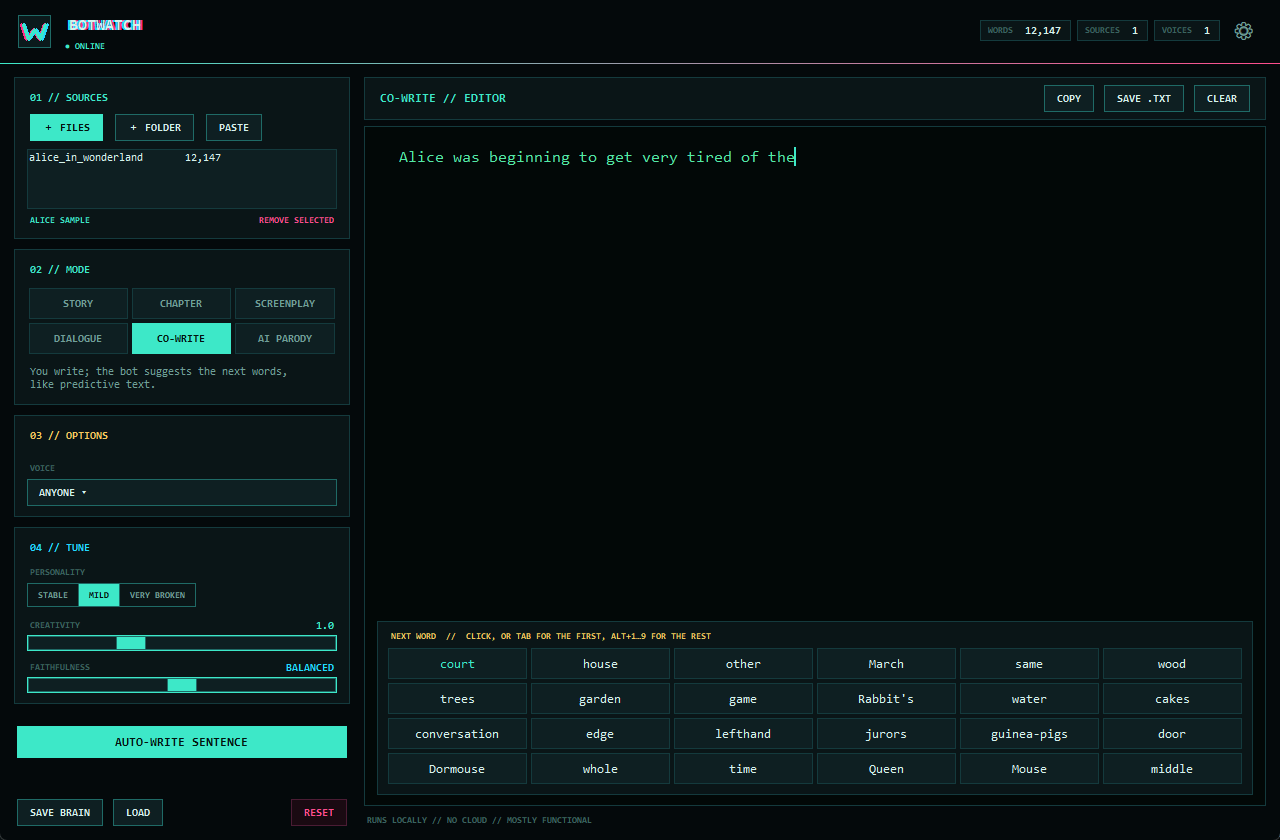 W BOTWATCH
● ONLINE
WORDS 12,147
SOURCES 1
VOICES 1
01 // SOURCES
+ FILES + FOLDER PASTE
alice_in_wonderland 12,147
ALICE SAMPLE REMOVE SELECTED
02 // MODE
STORY CHAPTER SCREENPLAY
DIALOGUE CO-WRITE AI PARODY
You write; the bot suggests the next words,
like predictive text.
03 // OPTIONS
VOICE
ANYONE ▾
04 // TUNE
PERSONALITY
STABLE MILD VERY BROKEN
CREATIVITY 1.0
FAITHFULNESS BALANCED
AUTO-WRITE SENTENCE
SAVE BRAIN LOAD RESET
CO-WRITE // EDITOR
COPY SAVE .TXT CLEAR
Alice was beginning to get very tired of the
NEXT WORD // CLICK, OR TAB FOR THE FIRST, ALT+1…9 FOR THE REST
court house other March same wood
trees garden game Rabbit's water cakes
conversation edge lefthand jurors guinea-pigs door
Dormouse whole time Queen Mouse middle
RUNS LOCALLY // NO CLOUD // MOSTLY FUNCTIONAL